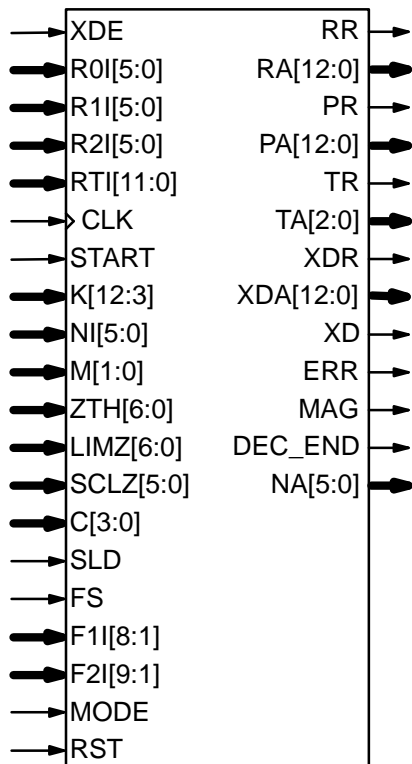 XDE RR
R0I[5:0] RA[12:0]
R1I[5:0] PR
R2I[5:0] PA[12:0]
RTI[11:0] TR
CLK TA[2:0]
START XDR
K[12:3] XDA[12:0]
NI[5:0] XD
M[1:0] ERR
ZTH[6:0] MAG
LIMZ[6:0] DEC_END
SCLZ[5:0] NA[5:0]
C[3:0]
SLD
FS
F1I[8:1]
F2I[9:1]
MODE
RST